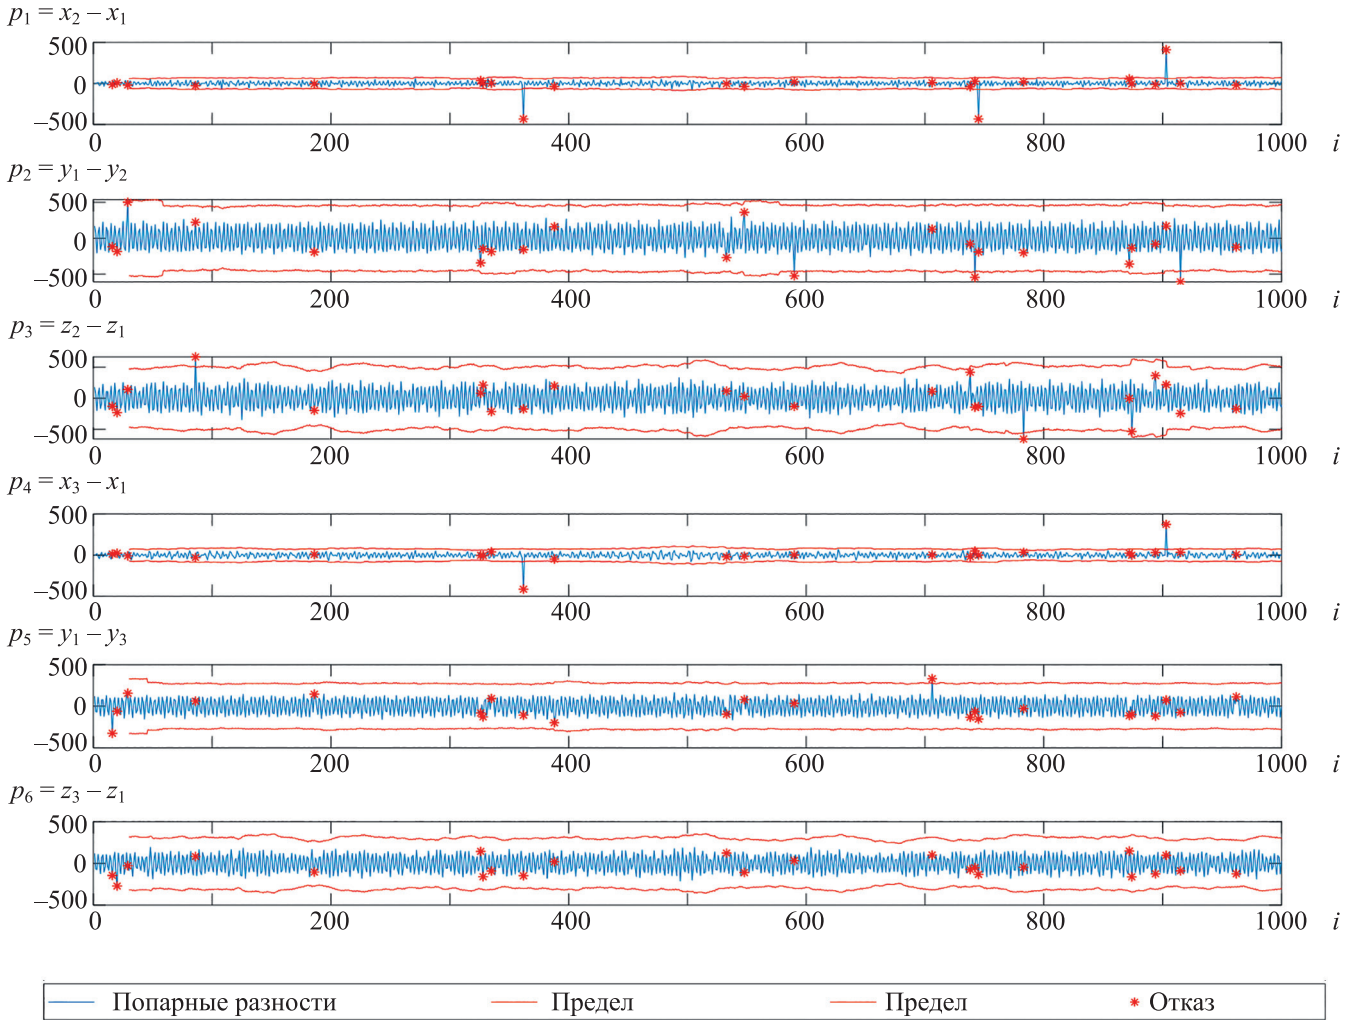 p₁ = x₂ – x₁
500
0
–500
0 200 400 600 800 1000 i
p₂ = y₁ – y₂
500
0
–500
0 200 400 600 800 1000 i
p₃ = z₂ – z₁
500
0
–500
0 200 400 600 800 1000 i
p₄ = x₃ – x₁
500
0
–500
0 200 400 600 800 1000 i
p₅ = y₁ – y₃
500
0
–500
0 200 400 600 800 1000 i
p₆ = z₃ – z₁
500
0
–500
0 200 400 600 800 1000 i
Попарные разности Предел Предел Отказ